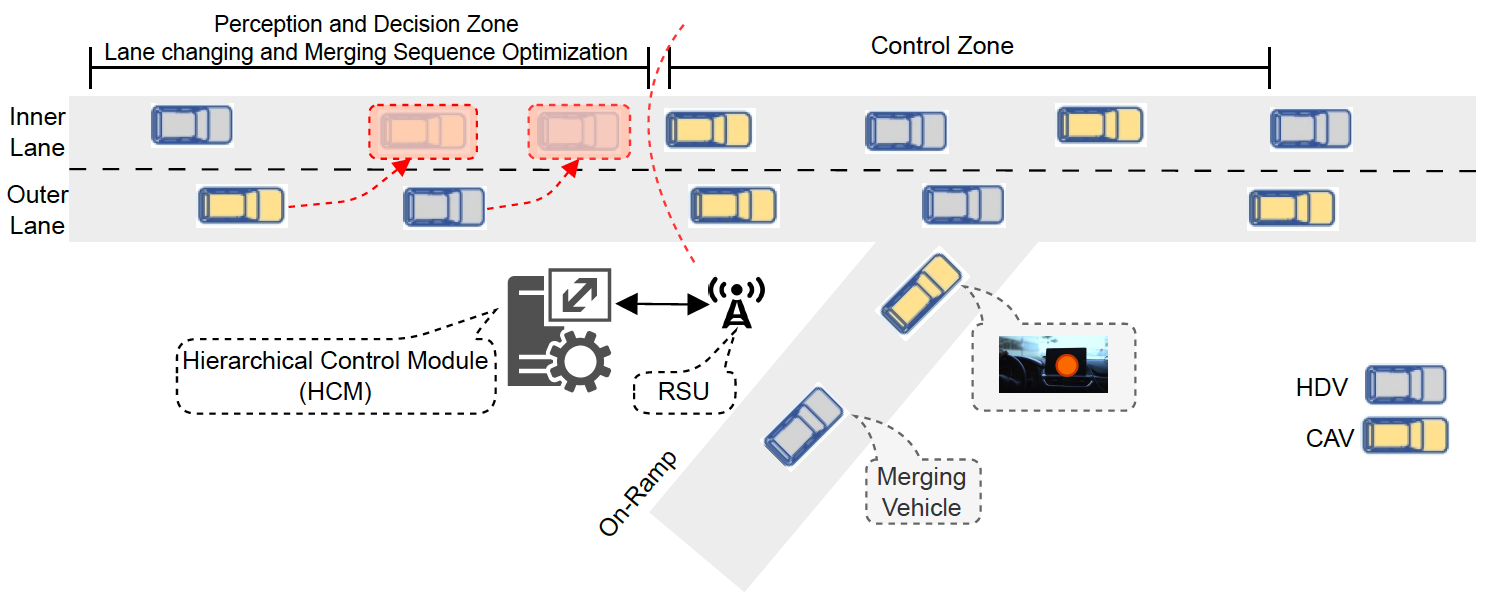 Perception and Decision Zone
Lane changing and Merging Sequence Optimization
Control Zone
Inner
Lane
Outer
Lane
Hierarchical Control Module
(HCM)
RSU
On-Ramp
Merging
Vehicle
HDV
CAV